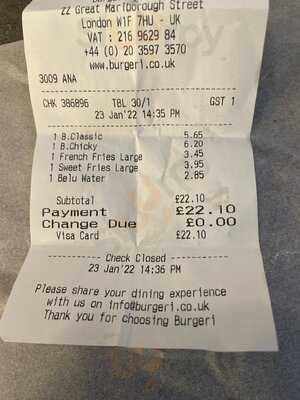 22 Great Marlborough Street
London W1F 7HU - UK
VAT : 216 9629 84
+44 (0) 20 3597 3570
www.burgeri.co.uk
3009 ANA
CHK 386896 TBL 30/1 GST 1
23 Jan'22 14:35 PM
1 B.Classic 5.65
1 B.Chicky 6.20
1 French Fries Large 3.45
1 Sweet Fries Large 3.95
1 Belu Water 2.85
Subtotal £22.10
Payment £22.10
Change Due £0.00
Visa Card £22.10
-------- Check Closed --------
23 Jan'22 14:36 PM
Please share your dining experience
with us on info@burgeri.co.uk
Thank you for choosing Burgeri